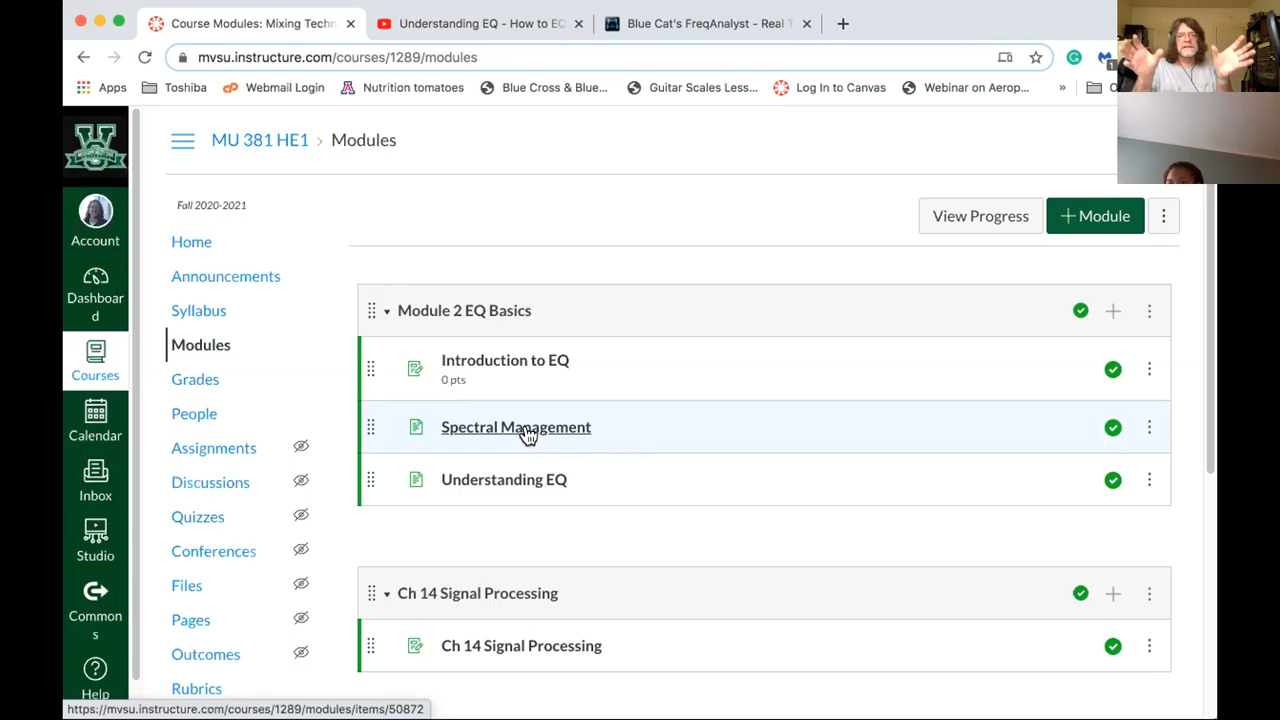 Course Modules: Mixing Techn
Understanding EQ - How to EQ
Blue Cat's FreqAnalyst - Real T
mvsu.instructure.com/courses/1289/modules
1
Apps
Toshiba
Webmail Login
Nutrition tomatoes
Blue Cross & Blue...
Guitar Scales Less...
Log In to Canvas
Webinar on Aerop...
»
O
MU 381 HE1 > Modules
Fall 2020-2021
View Progress
+ Module
Account
Dashboar
d
Courses
Calendar
Inbox
Studio
Common
s
Help
Home
Announcements
Syllabus
Modules
Grades
People
Assignments
Discussions
Quizzes
Conferences
Files
Pages
Outcomes
Rubrics
Module 2 EQ Basics
Introduction to EQ
0 pts
Spectral Management
Understanding EQ
Ch 14 Signal Processing
Ch 14 Signal Processing
https://mvsu.instructure.com/courses/1289/modules/items/50872